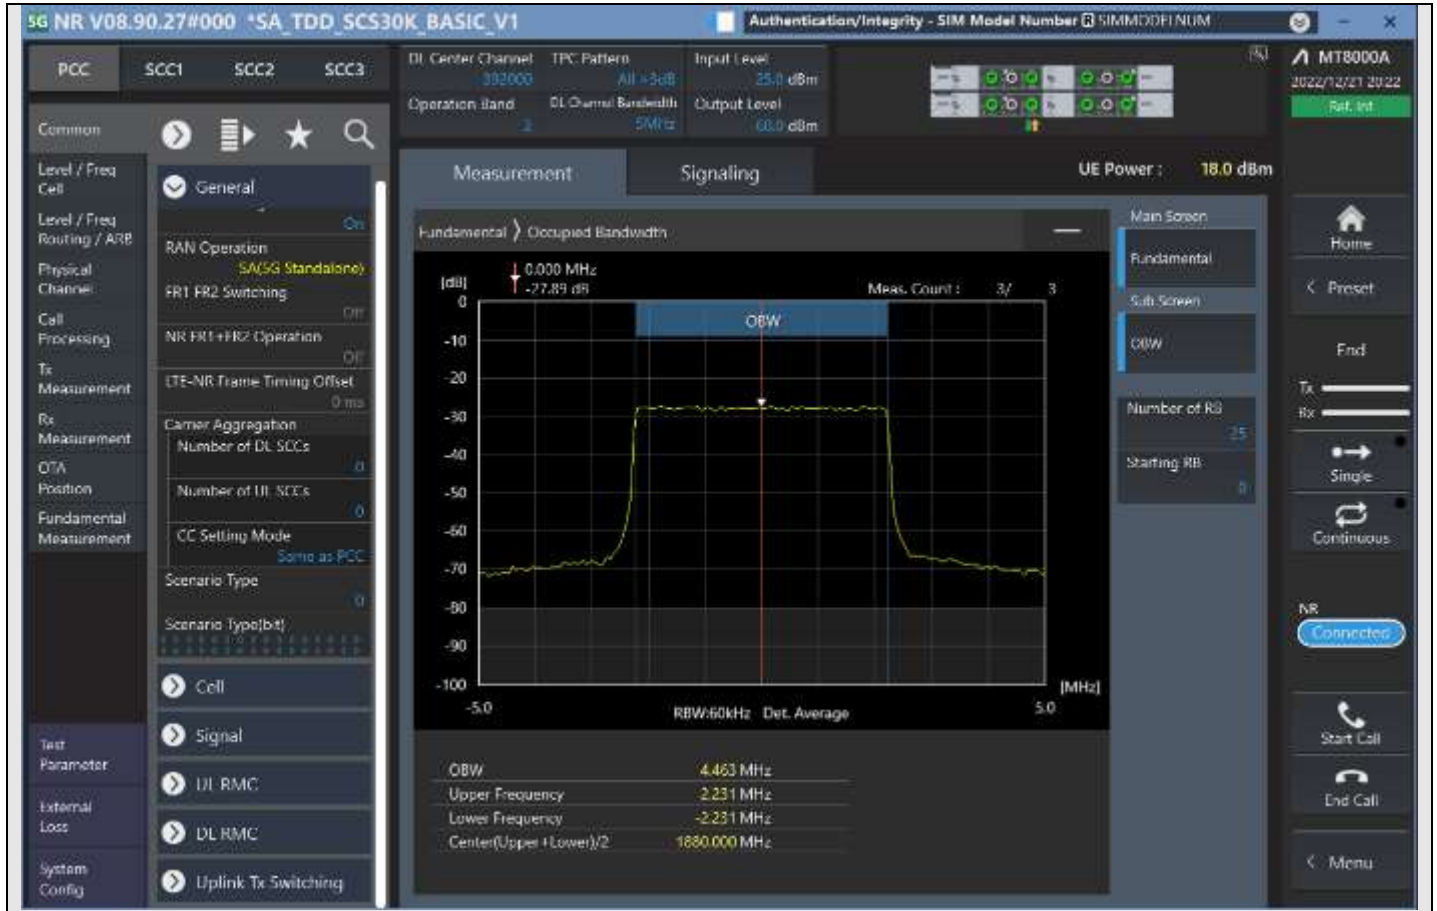 5G NR V08.90.27#000 *SA_TDD_SCS30K_BASIC_V1
Authentication/Integrity - SIM Model Number R SIMMODELNUM
PCC SCC1 SCC2 SCC3
DL Center Channel
392000
TPC Pattern
All +3dB
Input Level
25.0 dBm
Operation Band
2
DL Channel Bandwidth
5MHz
Output Level
-60.0 dBm
MT8000A
2022/12/21 20:22
Ref. Int
Common
Level / Freq
Cell
Level / Freq
Routing / ARB
Physical
Channel
Call
Processing
Tx
Measurement
Rx
Measurement
OTA
Position
Fundamental
Measurement
Test
Parameter
External
Loss
System
Config
General
On
RAN Operation
SA(5G Standalone)
FR1 FR2 Switching
Off
NR FR1+FR2 Operation
Off
LTE-NR Frame Timing Offset
0 ms
Carrier Aggregation
Number of DL SCCs
0
Number of UL SCCs
0
CC Setting Mode
Same as PCC
Scenario Type
0
Scenario Type(bit)
Cell
Signal
UL RMC
DL RMC
Uplink Tx Switching
Measurement Signaling
UE Power : 18.0 dBm
Fundamental Occupied Bandwidth
0.000 MHz
-27.89 dB
Meas. Count : 3/ 3
[dB]
OBW
0
-10
-20
-30
-40
-50
-60
-70
-80
-90
-100
[MHz]
-5.0 5.0
RBW:60kHz Det. Average
OBW 4.463 MHz
Upper Frequency 2.231 MHz
Lower Frequency -2.231 MHz
Center(Upper+Lower)/2 1880.000 MHz
Main Screen
Fundamental
Sub Screen
OBW
Number of RB
25
Starting RB
0
Home
< Preset
End
Tx
Rx
Single
Continuous
NR
Connected
Start Call
End Call
< Menu